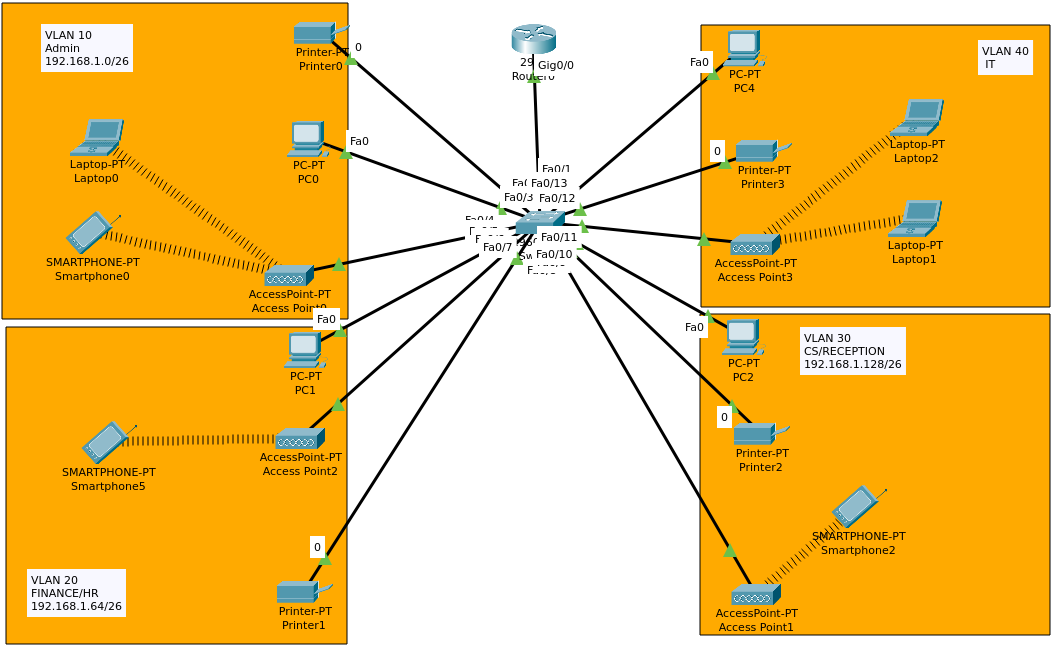 VLAN 10
Admin
192.168.1.0/26
Printer-PT
Printer0
0
Laptop-PT
Laptop0
PC-PT
PC0
Fa0
SMARTPHONE-PT
Smartphone0
AccessPoint-PT
Access Point0
29
Gig0/0
Router0
Fa0/1
Fa0/13
Fa0/3
Fa0/12
Fa0/4
Fa0/7
Fa0/11
Fa0/10
VLAN 40
IT
Fa0
PC-PT
PC4
0
Printer-PT
Printer3
Laptop-PT
Laptop2
Laptop-PT
Laptop1
AccessPoint-PT
Access Point3
Fa0
PC-PT
PC1
AccessPoint-PT
Access Point2
SMARTPHONE-PT
Smartphone5
0
Printer-PT
Printer1
VLAN 20
FINANCE/HR
192.168.1.64/26
Fa0
PC-PT
PC2
VLAN 30
CS/RECEPTION
192.168.1.128/26
0
Printer-PT
Printer2
SMARTPHONE-PT
Smartphone2
AccessPoint-PT
Access Point1